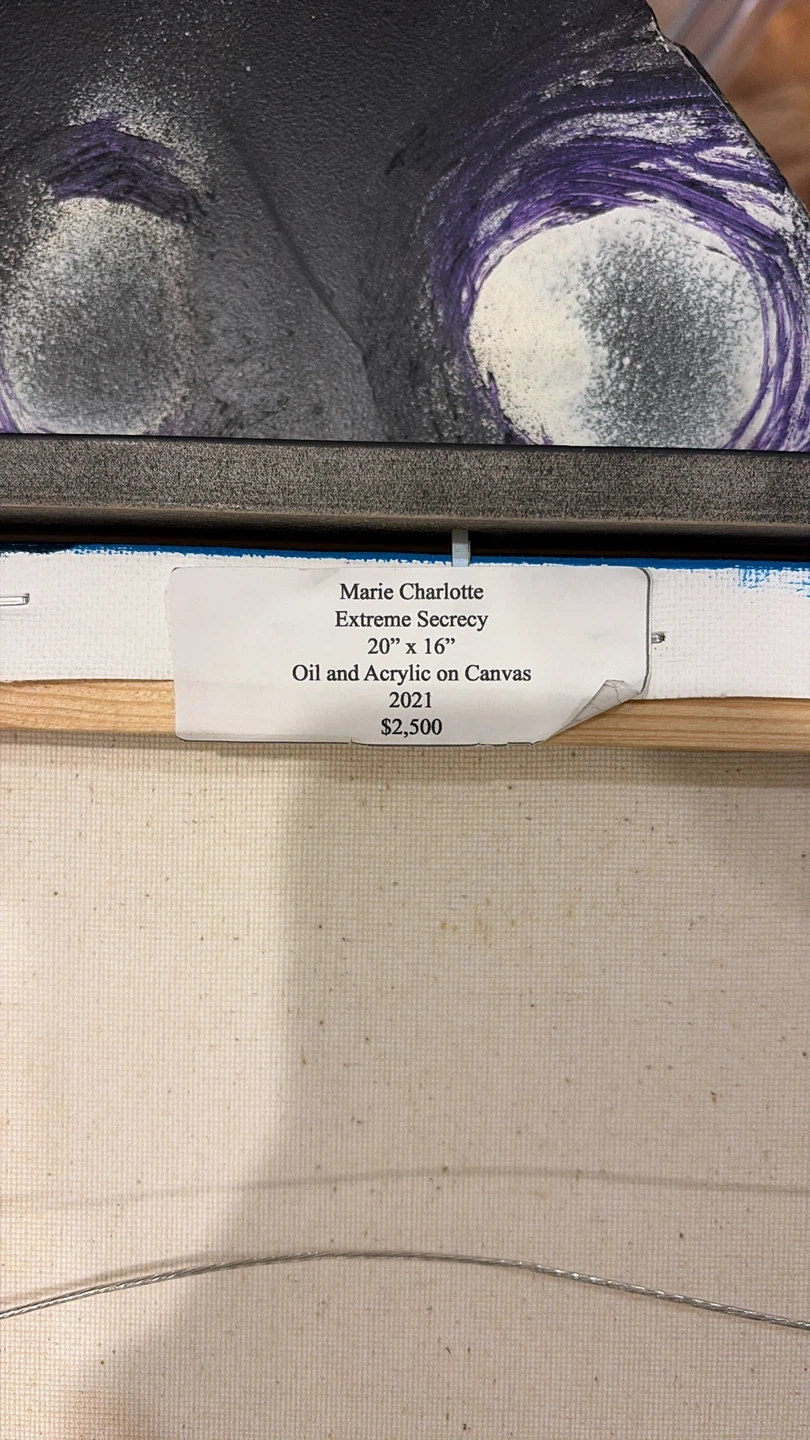 Marie Charlotte
Extreme Secrecy
20” x 16”
Oil and Acrylic on Canvas
2021
$2,500